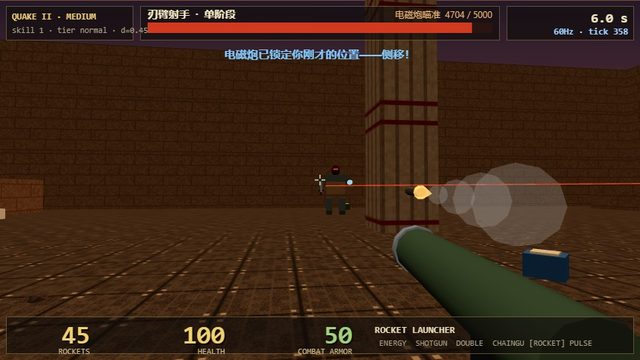 QUAKE II - MEDIUM
skill 1 · tier normal · d=0.45
刃臂射手 · 单阶段
电磁炮瞄准 4704 / 5000
6.0 s
60Hz · tick 358
电磁炮已锁定你刚才的位置——侧移！
45
ROCKETS
100
HEALTH
50
COMBAT ARMOR
ROCKET LAUNCHER
ENERGY SHOTGUN DOUBLE CHAINGU [ROCKET] PULSE